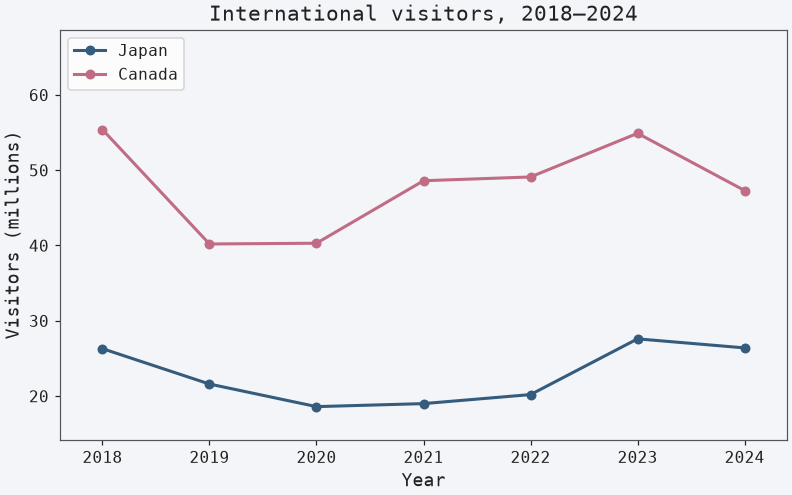 International visitors, 2018–2024
Japan
Canada
Visitors (millions)
60
50
40
30
20
2018 2019 2020 2021 2022 2023 2024
Year